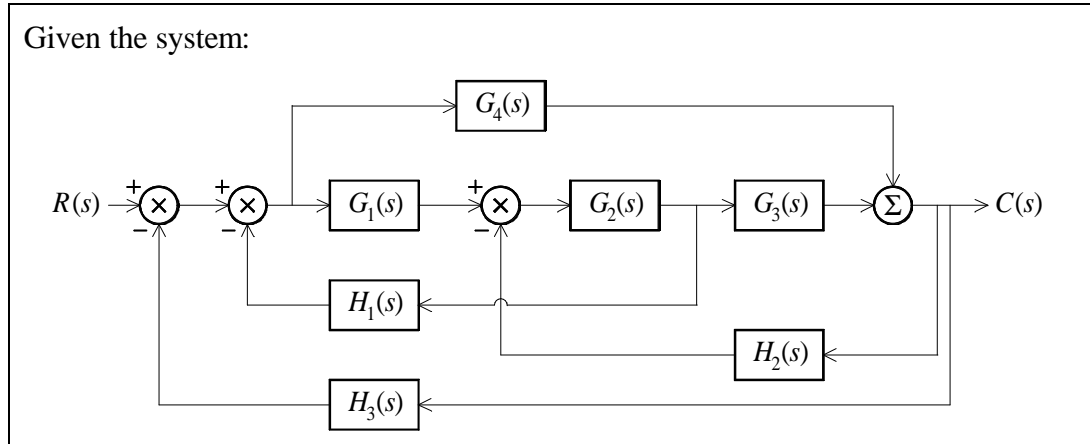 Given the system:
G₄(s)
R(s) + − + − G₁(s) + − G₂(s) G₃(s) Σ C(s)
H₁(s)
H₂(s)
H₃(s)